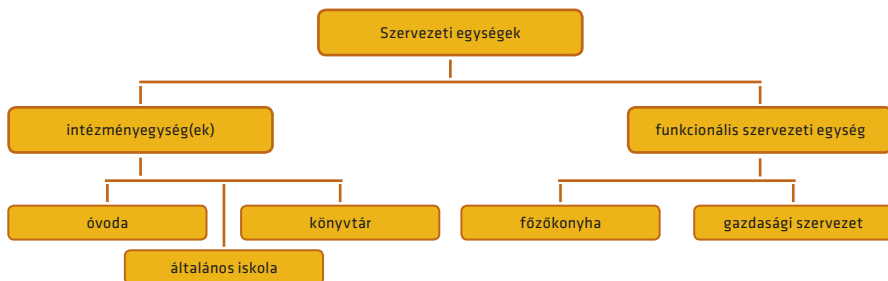 Szervezeti egységek
intézményegység(ek)
funkcionális szervezeti egység
óvoda
könyvtár
főzőkonyha
gazdasági szervezet
általános iskola